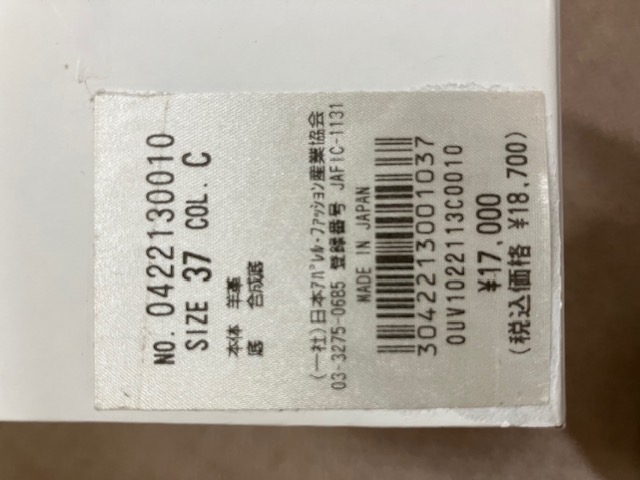 NO. 0422130010
SIZE 37 COL. C
本体 羊革
底 合成底
(一社)日本アパレル・ファッション産業協会
03-3275-0685 登録番号 JAFIC-1131
MADE IN JAPAN
3042213001037
0UV1022113C0010
¥17,000
(税込価格 ¥18,700)